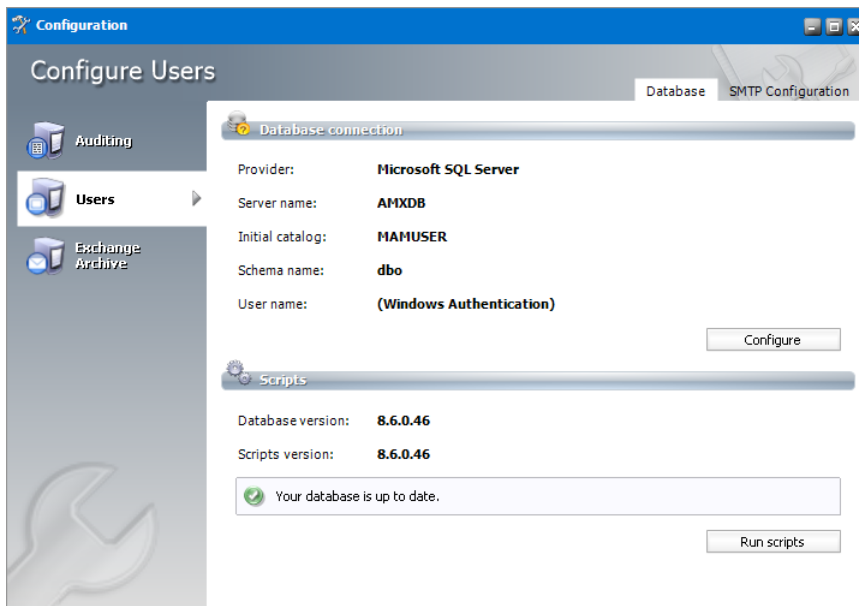 Configuration
Configure Users
Database
SMTP Configuration
Auditing
Users
Exchange
Archive
Database connection
Provider: Microsoft SQL Server
Server name: AMXDB
Initial catalog: MAMUSER
Schema name: dbo
User name: (Windows Authentication)
Configure
Scripts
Database version: 8.6.0.46
Scripts version: 8.6.0.46
Your database is up to date.
Run scripts